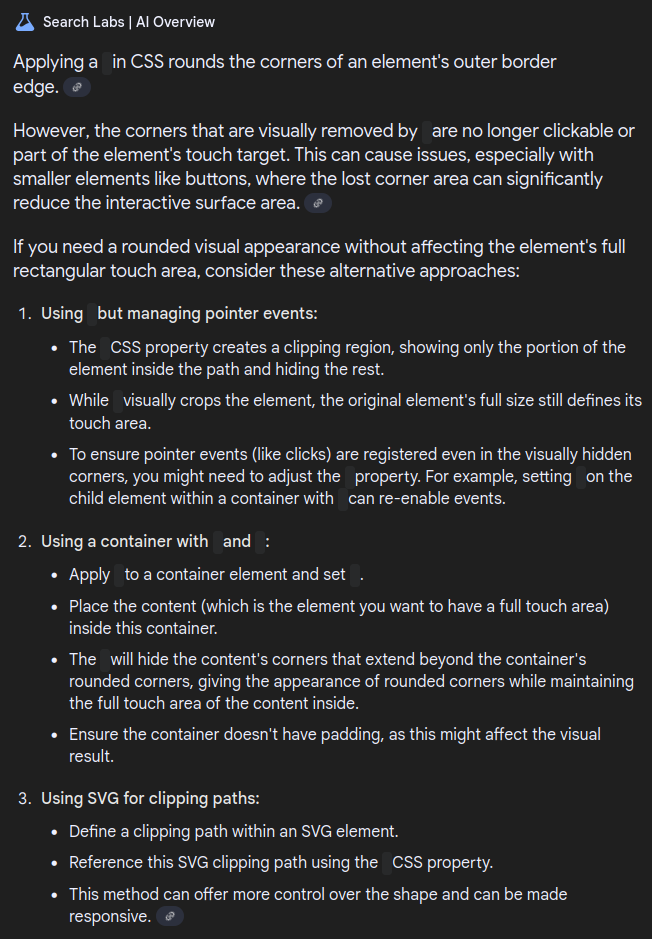 Search Labs | AI Overview
Applying a in CSS rounds the corners of an element's outer border
edge.
However, the corners that are visually removed by are no longer clickable or
part of the element's touch target. This can cause issues, especially with
smaller elements like buttons, where the lost corner area can significantly
reduce the interactive surface area.
If you need a rounded visual appearance without affecting the element's full
rectangular touch area, consider these alternative approaches:
1. Using but managing pointer events:
• The CSS property creates a clipping region, showing only the portion of the
element inside the path and hiding the rest.
• While visually crops the element, the original element's full size still defines its
touch area.
• To ensure pointer events (like clicks) are registered even in the visually hidden
corners, you might need to adjust the property. For example, setting on the
child element within a container with can re-enable events.
2. Using a container with and :
• Apply to a container element and set .
• Place the content (which is the element you want to have a full touch area)
inside this container.
• The will hide the content's corners that extend beyond the container's
rounded corners, giving the appearance of rounded corners while maintaining
the full touch area of the content inside.
• Ensure the container doesn't have padding, as this might affect the visual
result.
3. Using SVG for clipping paths:
• Define a clipping path within an SVG element.
• Reference this SVG clipping path using the CSS property.
• This method can offer more control over the shape and can be made
responsive.